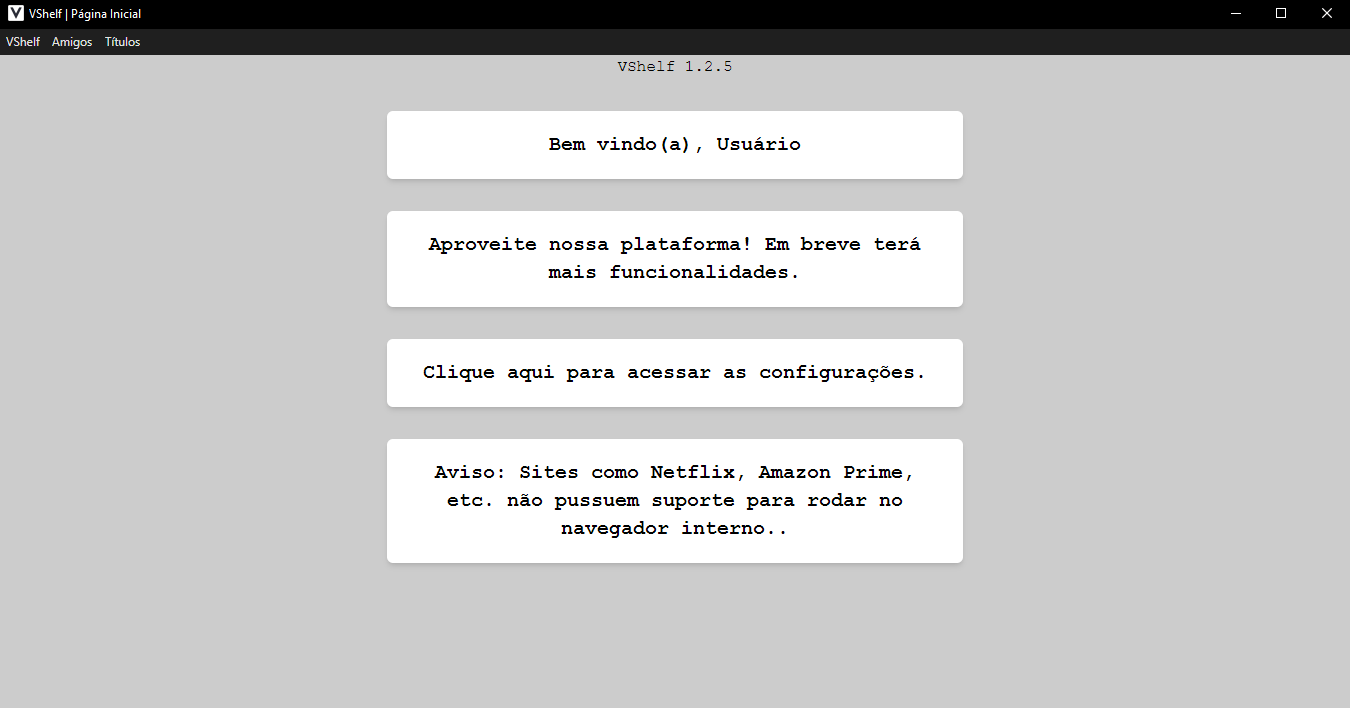 VShelf | Página Inicial
VShelf Amigos Títulos
VShelf 1.2.5
Bem vindo(a), Usuário
Aproveite nossa plataforma! Em breve terá
mais funcionalidades.
Clique aqui para acessar as configurações.
Aviso: Sites como Netflix, Amazon Prime,
etc. não pussuem suporte para rodar no
navegador interno..